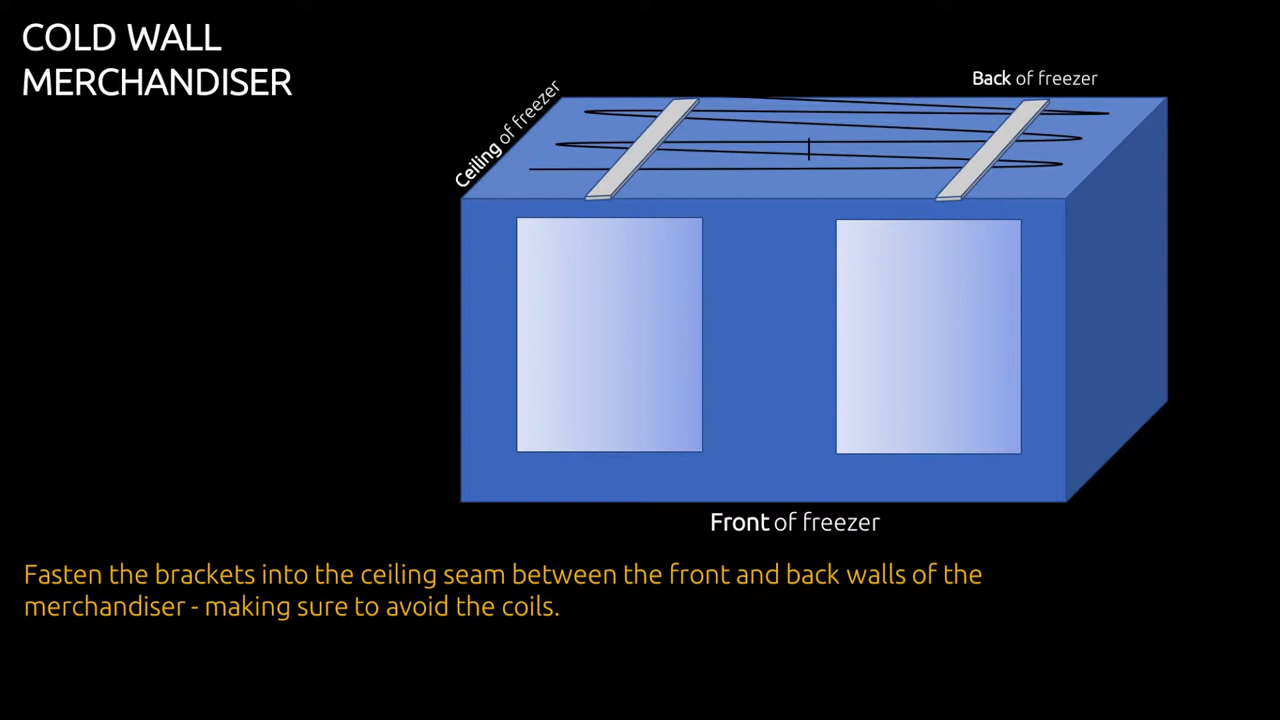 COLD WALL
MERCHANDISER
Back of freezer
Ceiling of freezer
Front of freezer
Fasten the brackets into the ceiling seam between the front and back walls of the
merchandiser - making sure to avoid the coils.